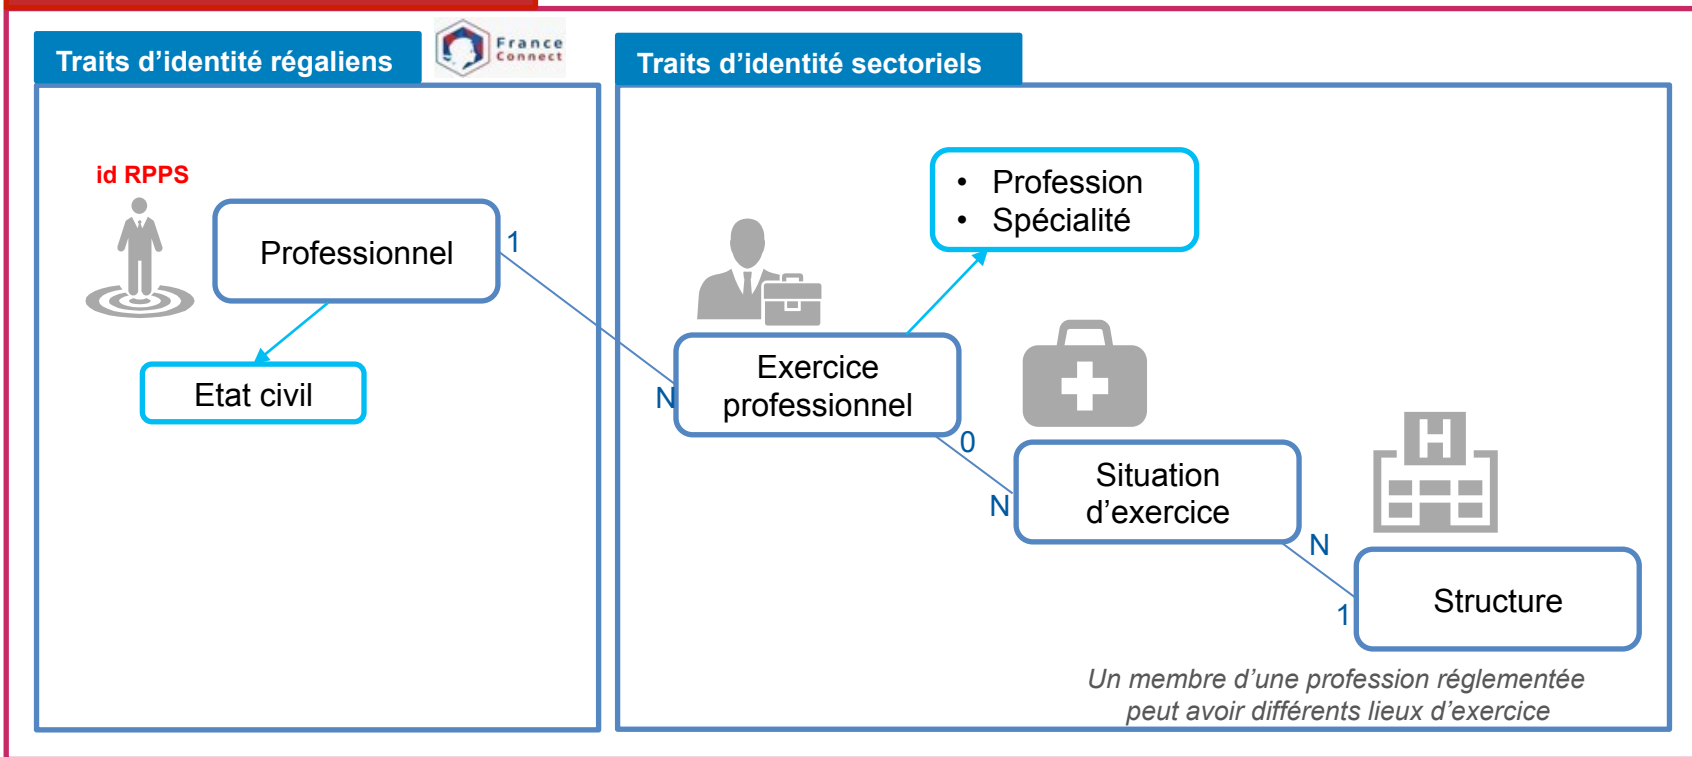 Traits d’identité régaliens
France
Connect
Traits d’identité sectoriels
id RPPS
Professionnel
1
Etat civil
• Profession
• Spécialité
N
Exercice
professionnel
0
N
Situation
d’exercice
N
1
Structure
Un membre d’une profession réglementée
peut avoir différents lieux d’exercice